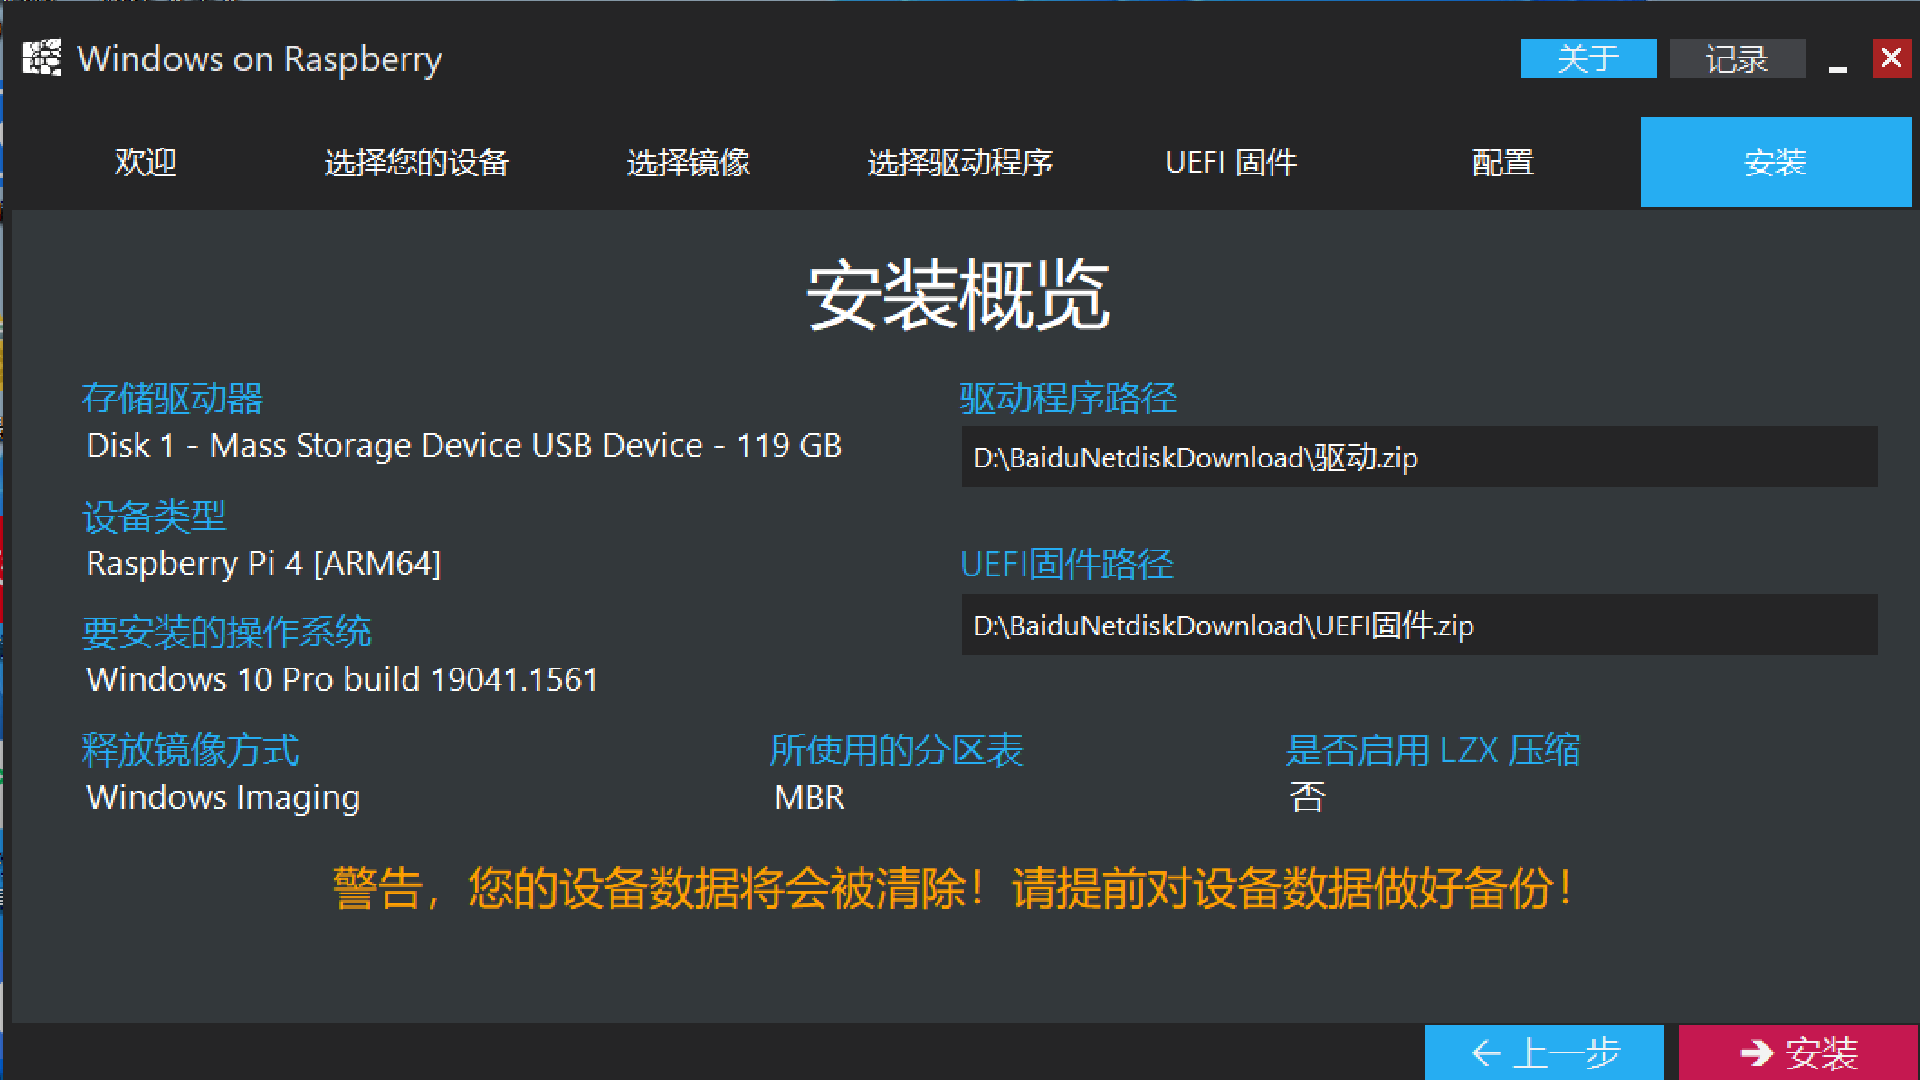 Windows on Raspberry
关于
记录
欢迎
选择您的设备
选择镜像
选择驱动程序
UEFI 固件
配置
安装
安装概览
存储驱动器
Disk 1 - Mass Storage Device USB Device - 119 GB
设备类型
Raspberry Pi 4 [ARM64]
要安装的操作系统
Windows 10 Pro build 19041.1561
驱动程序路径
D:\BaiduNetdiskDownload\驱动.zip
UEFI固件路径
D:\BaiduNetdiskDownload\UEFI固件.zip
释放镜像方式
Windows Imaging
所使用的分区表
MBR
是否启用 LZX 压缩
否
警告，您的设备数据将会被清除！请提前对设备数据做好备份！
上一步
安装